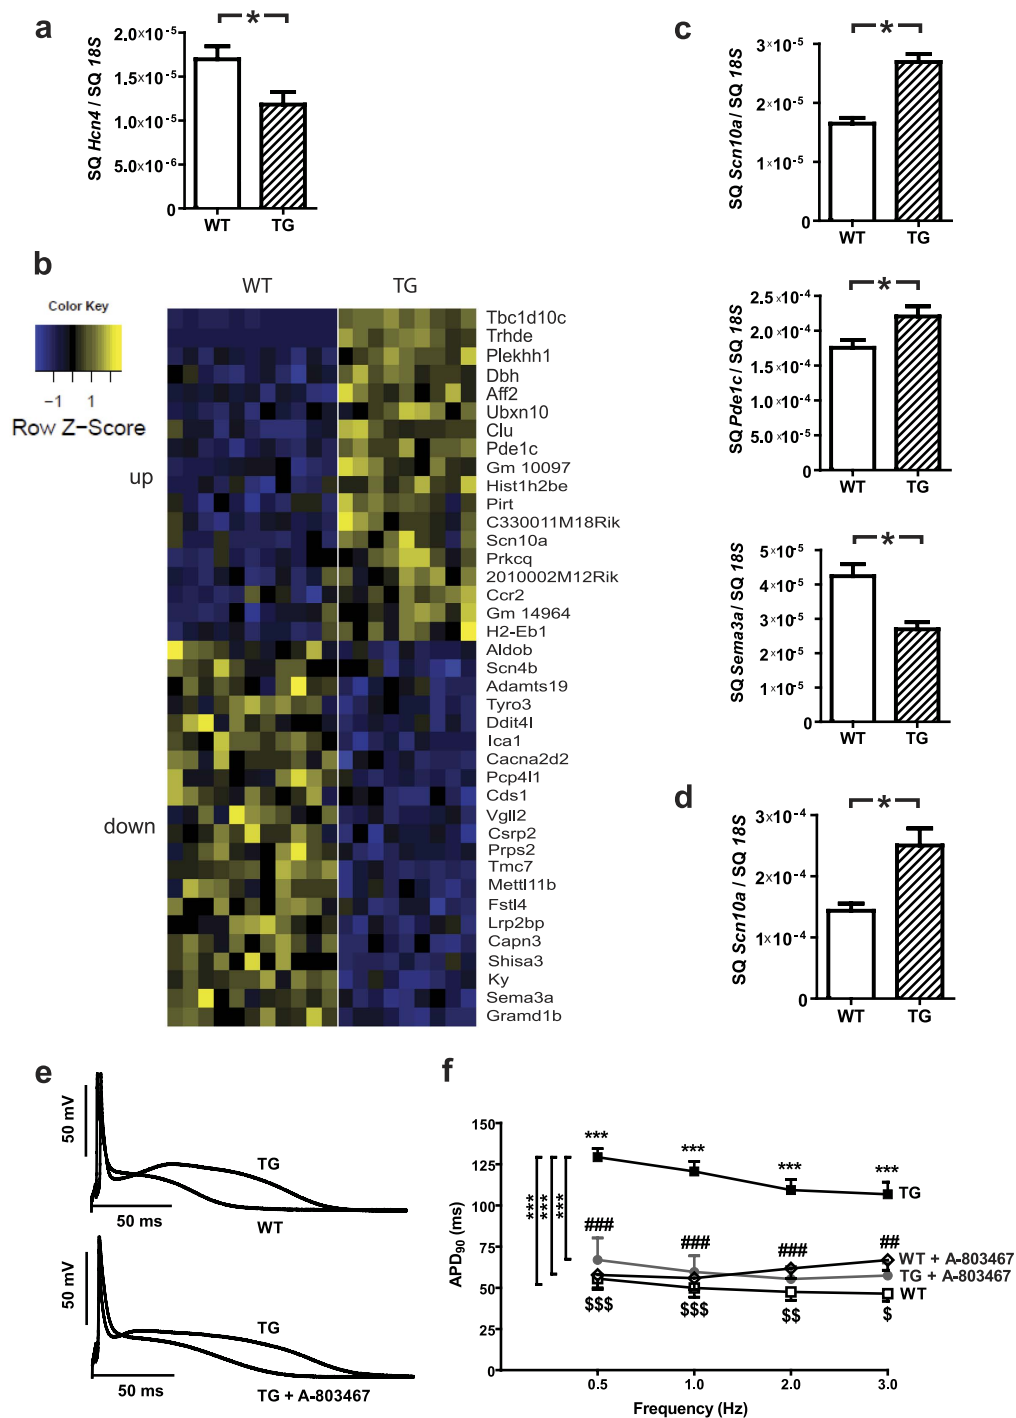 a
*
2.0×10⁻⁵
1.5×10⁻⁵
1.0×10⁻⁵
5.0×10⁻⁶
0
SQ Hcn4 / SQ 18S
WT
TG
b
WT
TG
Color Key
−1
1
Row Z−Score
up
down
Tbc1d10c
Trhde
Plekhh1
Dbh
Aff2
Ubxn10
Clu
Pde1c
Gm 10097
Hist1h2be
Pirt
C330011M18Rik
Scn10a
Prkcq
2010002M12Rik
Ccr2
Gm 14964
H2-Eb1
Aldob
Scn4b
Adamts19
Tyro3
Ddit4l
Ica1
Cacna2d2
Pcp4l1
Cds1
Vgll2
Csrp2
Prps2
Tmc7
Mettl11b
Fstl4
Lrp2bp
Capn3
Shisa3
Ky
Sema3a
Gramd1b
c
*
3×10⁻⁵
2×10⁻⁵
1×10⁻⁵
0
SQ Scn10a / SQ 18S
WT
TG
*
2.5×10⁻⁴
2.0×10⁻⁴
1.5×10⁻⁴
1.0×10⁻⁴
5.0×10⁻⁵
0
SQ Pde1c / SQ 18S
WT
TG
*
5×10⁻⁵
4×10⁻⁵
3×10⁻⁵
2×10⁻⁵
1×10⁻⁵
0
SQ Sema3a / SQ 18S
WT
TG
d
*
3×10⁻⁴
2×10⁻⁴
1×10⁻⁴
0
SQ Scn10a / SQ 18S
WT
TG
e
50 mV
TG
50 ms
WT
50 mV
TG
50 ms
TG + A-803467
f
150
125
100
75
50
25
0
APD₉₀ (ms)
***
***
***
***
***
***
***
TG
###
###
###
##
WT + A-803467
TG + A-803467
WT
$$$
$$$
$$
$
0.5
1.0
2.0
3.0
Frequency (Hz)